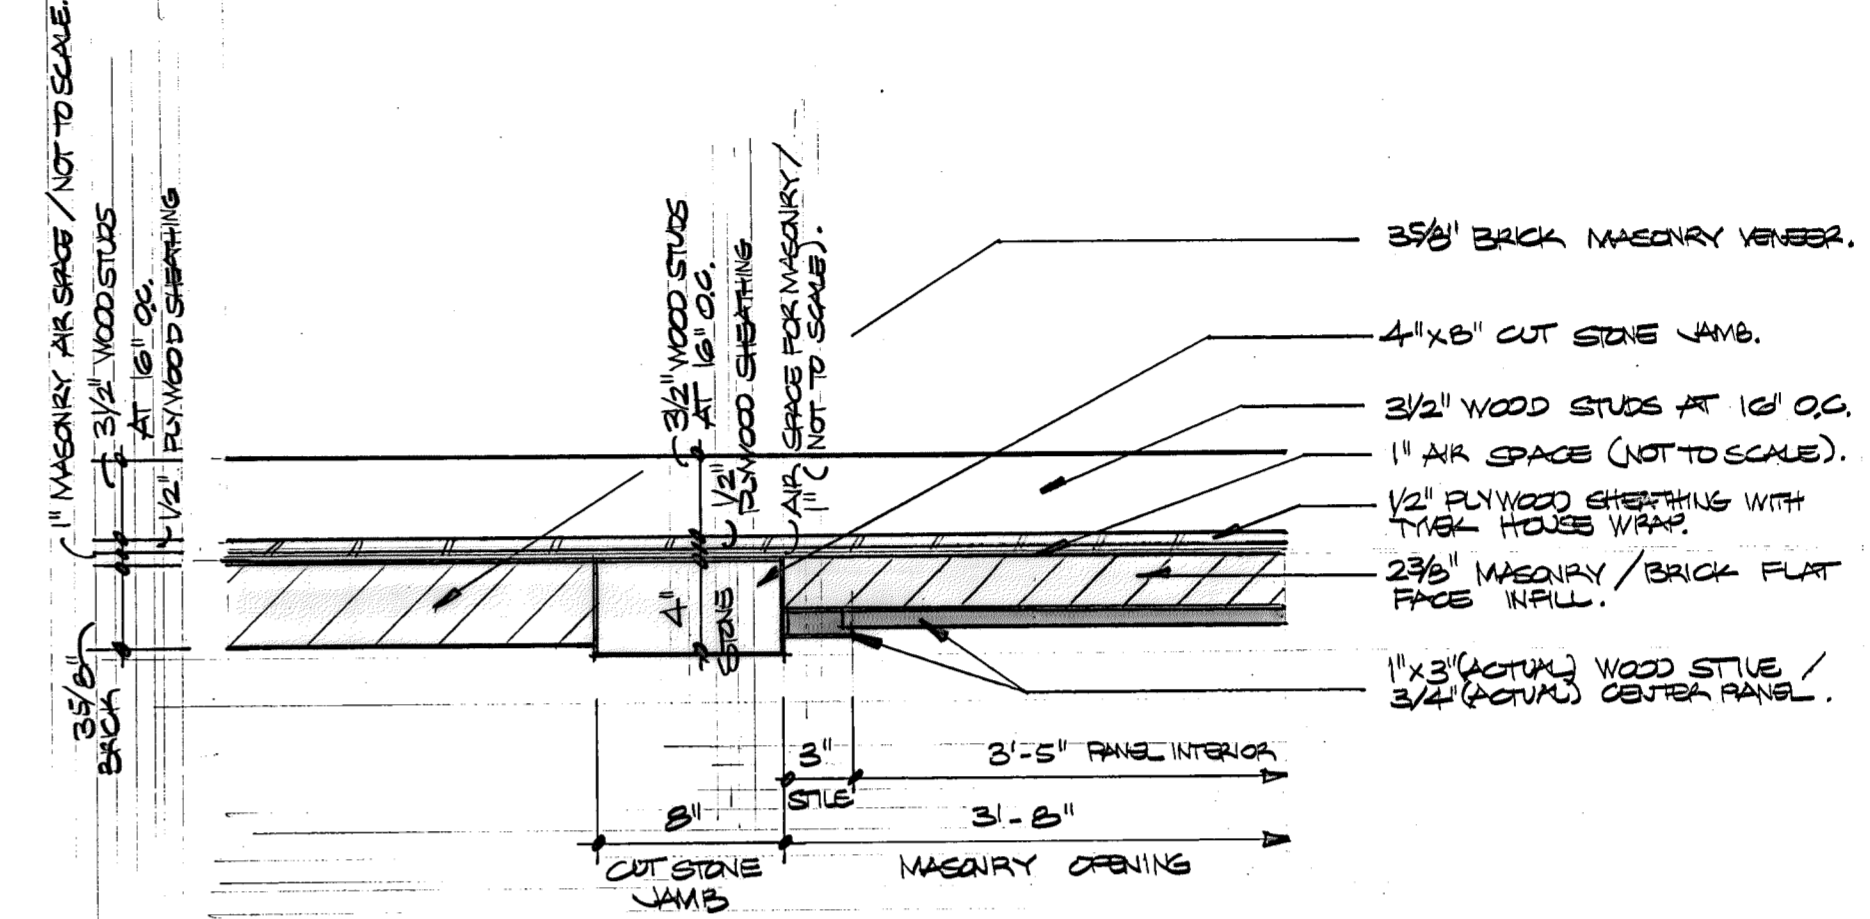 1" MASONRY AIR SPACE / NOT TO SCALE.
3 1/2" WOOD STUDS
AT 16" O.C.
1/2" PLYWOOD SHEATHING
3 5/8"
BRICK
3 1/2" WOOD STUDS
AT 16" O.C.
1/2"
PLYWOOD SHEATHING
AIR SPACE FOR MASONRY /
1" (NOT TO SCALE).
4"
STONE
3 5/8" BRICK MASONRY VENEER.
4" x 8" CUT STONE JAMB.
3 1/2" WOOD STUDS AT 16" O.C.
1" AIR SPACE (NOT TO SCALE).
1/2" PLYWOOD SHEATHING WITH
TYVEK HOUSE WRAP.
2 3/8" MASONRY / BRICK FLAT
FACE INFILL.
1" x 3" (ACTUAL) WOOD STILE /
3/4" (ACTUAL) CENTER PANEL.
3"
STILE
3'-5" PANEL INTERIOR
8"
CUT STONE
JAMB
3'-8"
MASONRY OPENING